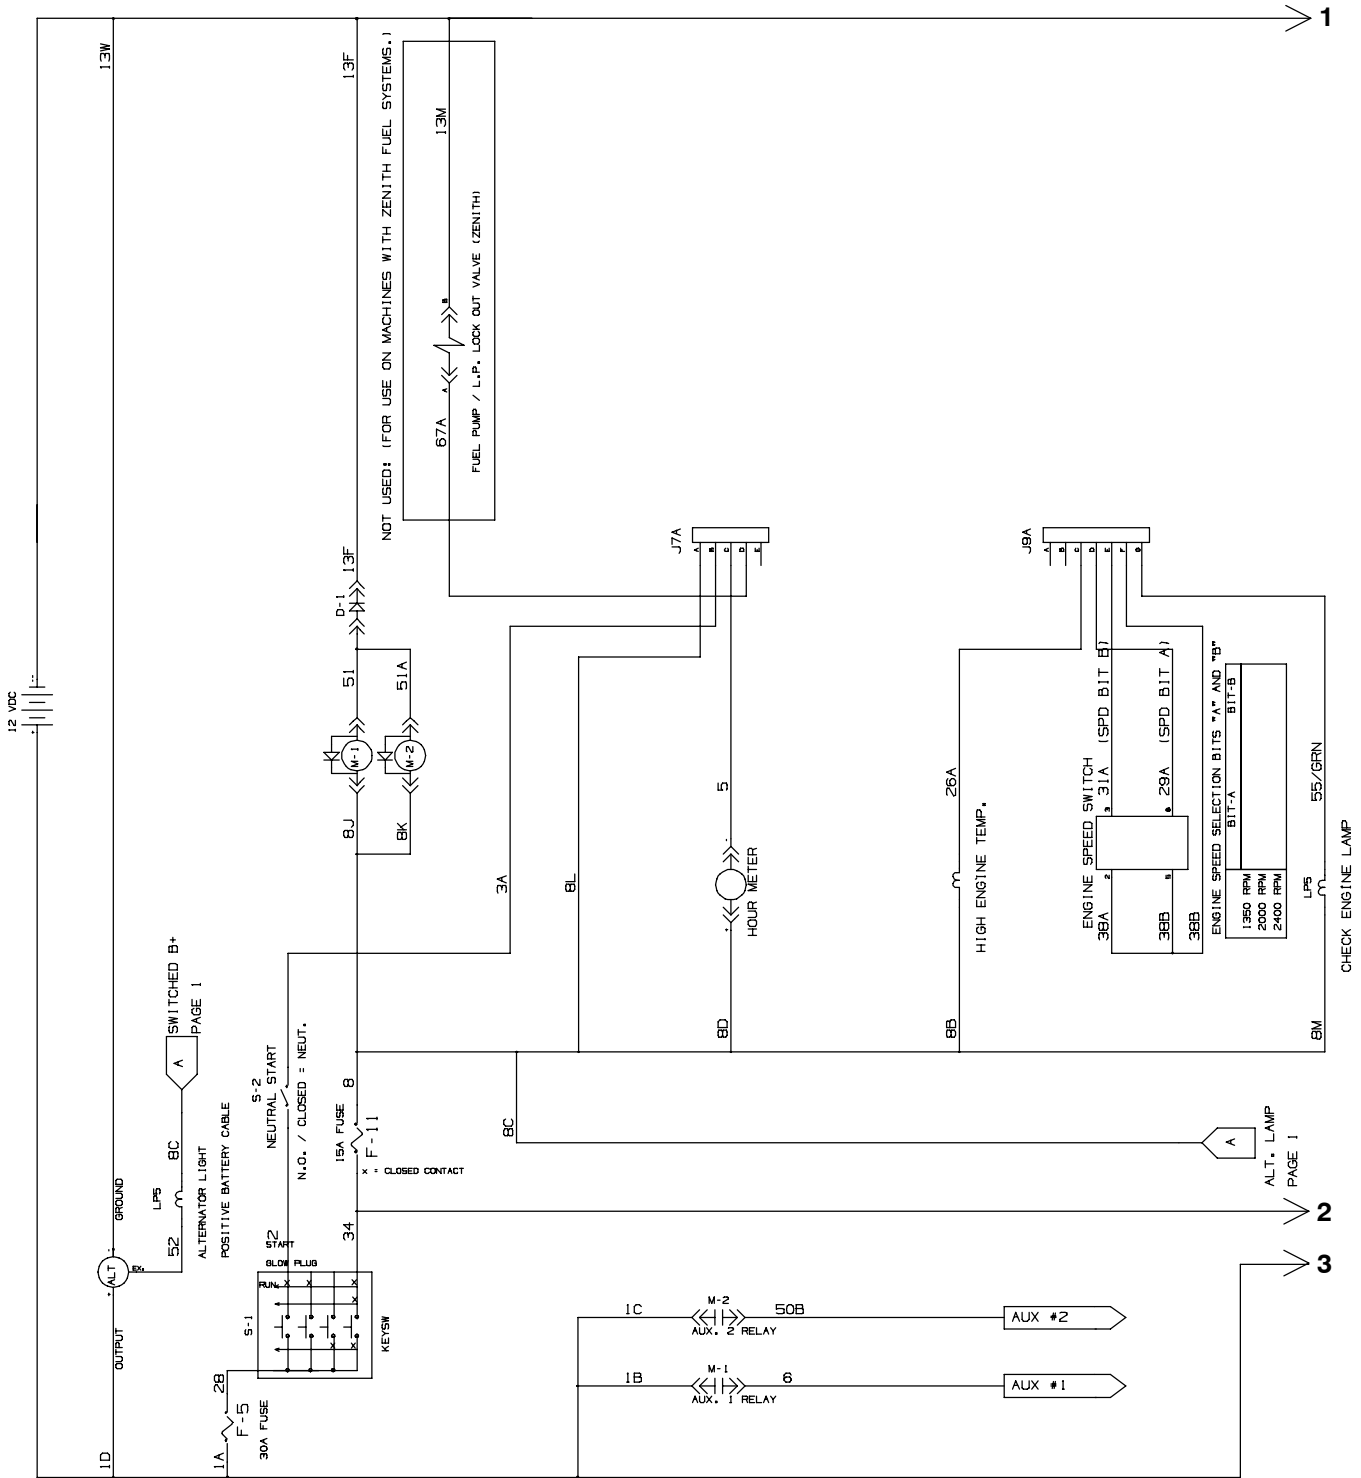 1
2
3
12 VDC
+
--
13W
GROUND
-
ALT
+
EX.
OUTPUT
1D
52
LP5
8C
ALTERNATOR LIGHT
POSITIVE BATTERY CABLE
A
SWITCHED B+
PAGE 1
1A
F-5
30A FUSE
2B
S-1
KEYSW
RUN
GLOW PLUG
START
X X X
X
X X
12
34
S-2
NEUTRAL START
N.O. / CLOSED = NEUT.
15A FUSE
F-11
X = CLOSED CONTACT
8
8J
8K
M-1
M-2
51
51A
D-1
13F
13F
NOT USED: (FOR USE ON MACHINES WITH ZENITH FUEL SYSTEMS.)
13M
B
A
67A
FUEL PUMP / L.P. LOCK OUT VALVE (ZENITH)
3A
8L
J7A
A
B
C
D
E
5
-
+
HOUR METER
8D
8C
A
ALT. LAMP
PAGE 1
J9A
A
B
C
D
E
F
G
26A
HIGH ENGINE TEMP.
8B
ENGINE SPEED SWITCH
31A (SPD BIT B)
29A (SPD BIT A)
3
6
2
5
38A
38B
38B
ENGINE SPEED SELECTION BITS "A" AND "B"
BIT-A BIT-B
1350 RPM
2000 RPM
2400 RPM
55/GRN
LP5
CHECK ENGINE LAMP
8M
1C
M-2
50B
AUX. 2 RELAY
AUX #2
1B
M-1
6
AUX. 1 RELAY
AUX #1